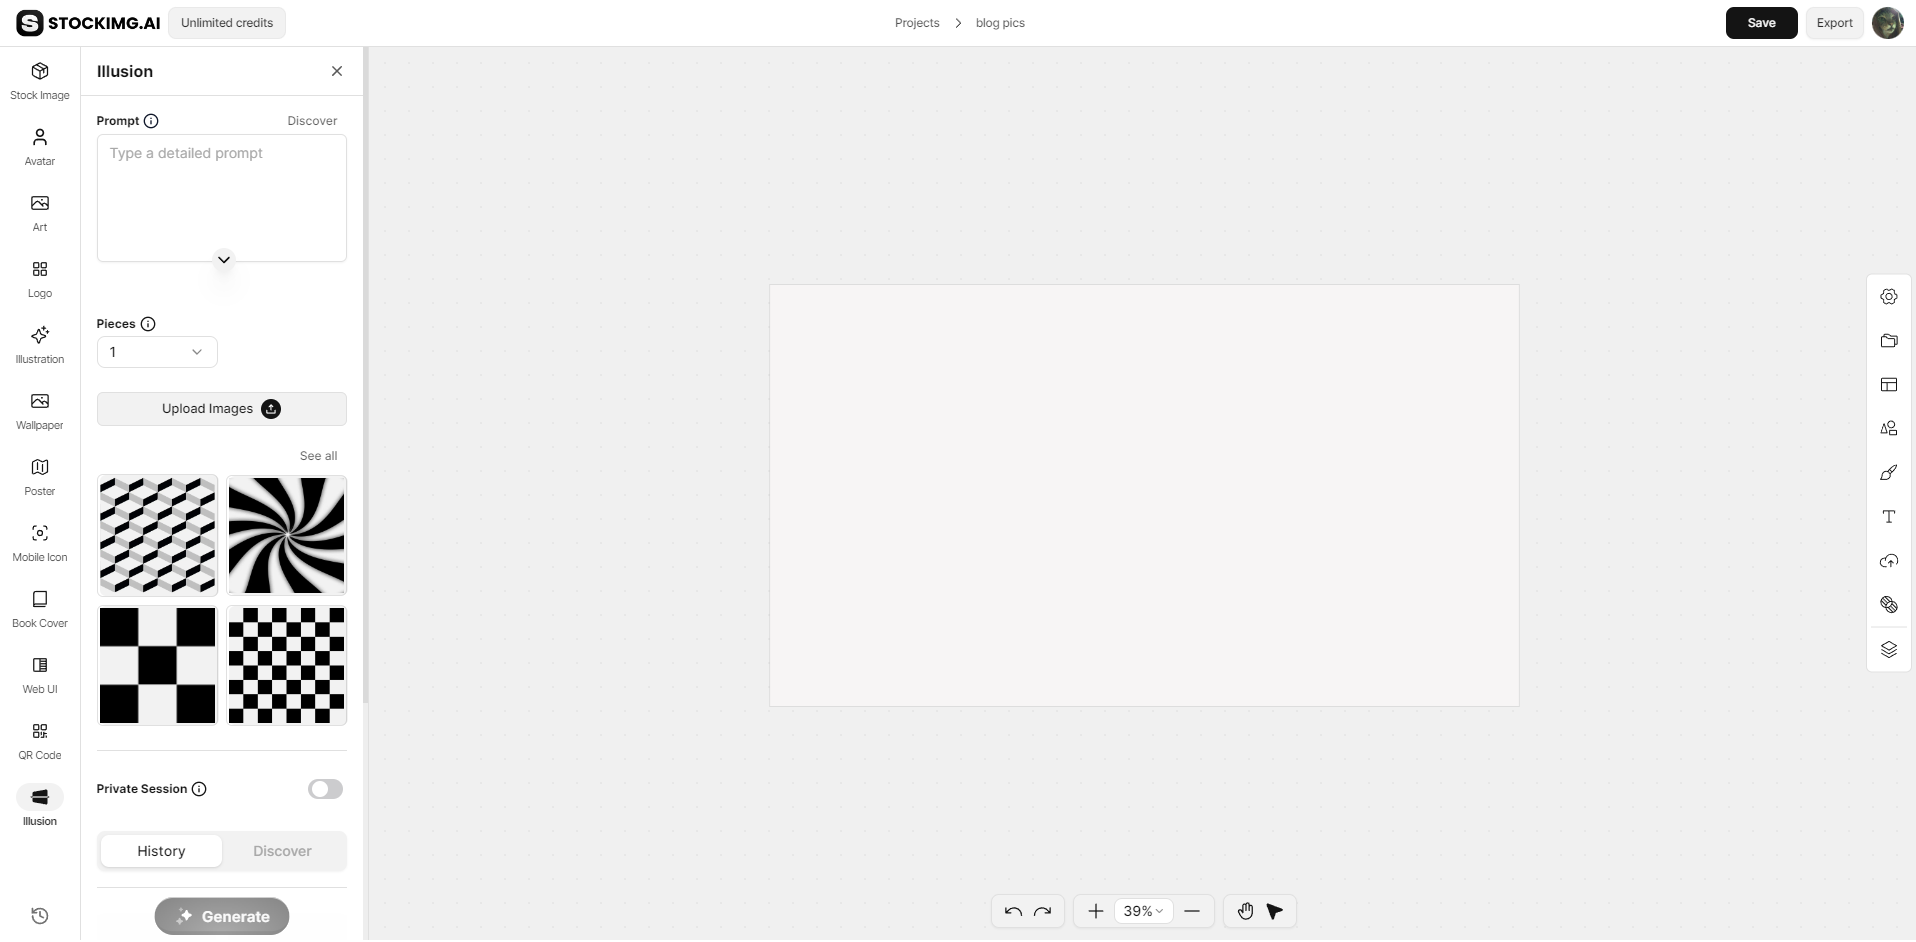 STOCKIMG.AI
Unlimited credits
Projects > blog pics
Save
Export
Stock Image
Avatar
Art
Logo
Illustration
Wallpaper
Poster
Mobile Icon
Book Cover
Web UI
QR Code
Illusion
Illusion
Prompt
Discover
Type a detailed prompt
Pieces
1
Upload Images
See all
Private Session
History
Discover
Generate
39%